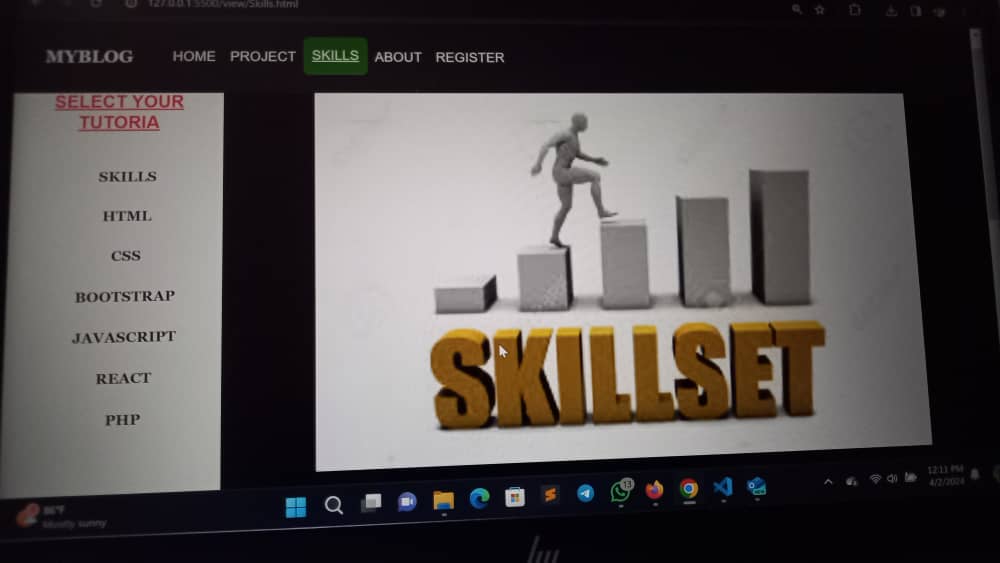 127.0.0.1:5500/view/Skills.html
MYBLOG HOME PROJECT SKILLS ABOUT REGISTER
SELECT YOUR
TUTORIA
SKILLS
HTML
CSS
BOOTSTRAP
JAVASCRIPT
REACT
PHP
SKILLSET
13
86°F
Mostly sunny
12:11 PM
4/2/2024
hp